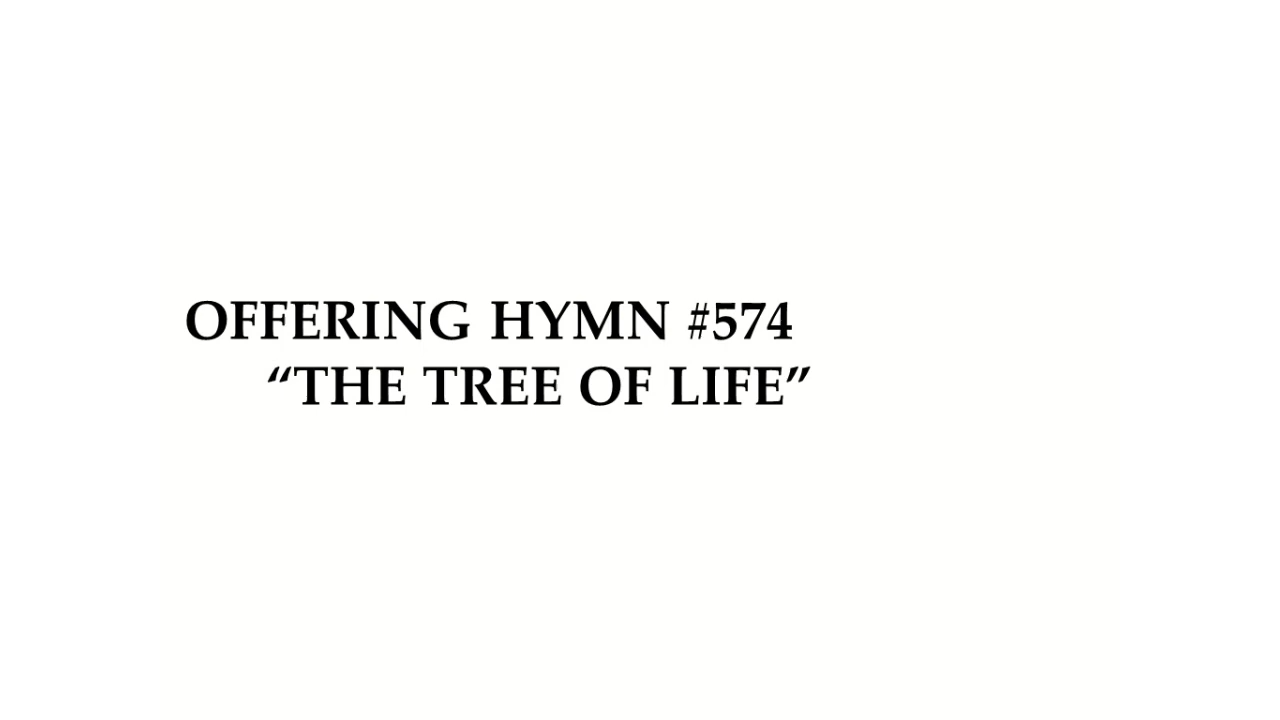 OFFERING HYMN #574
“THE TREE OF LIFE”